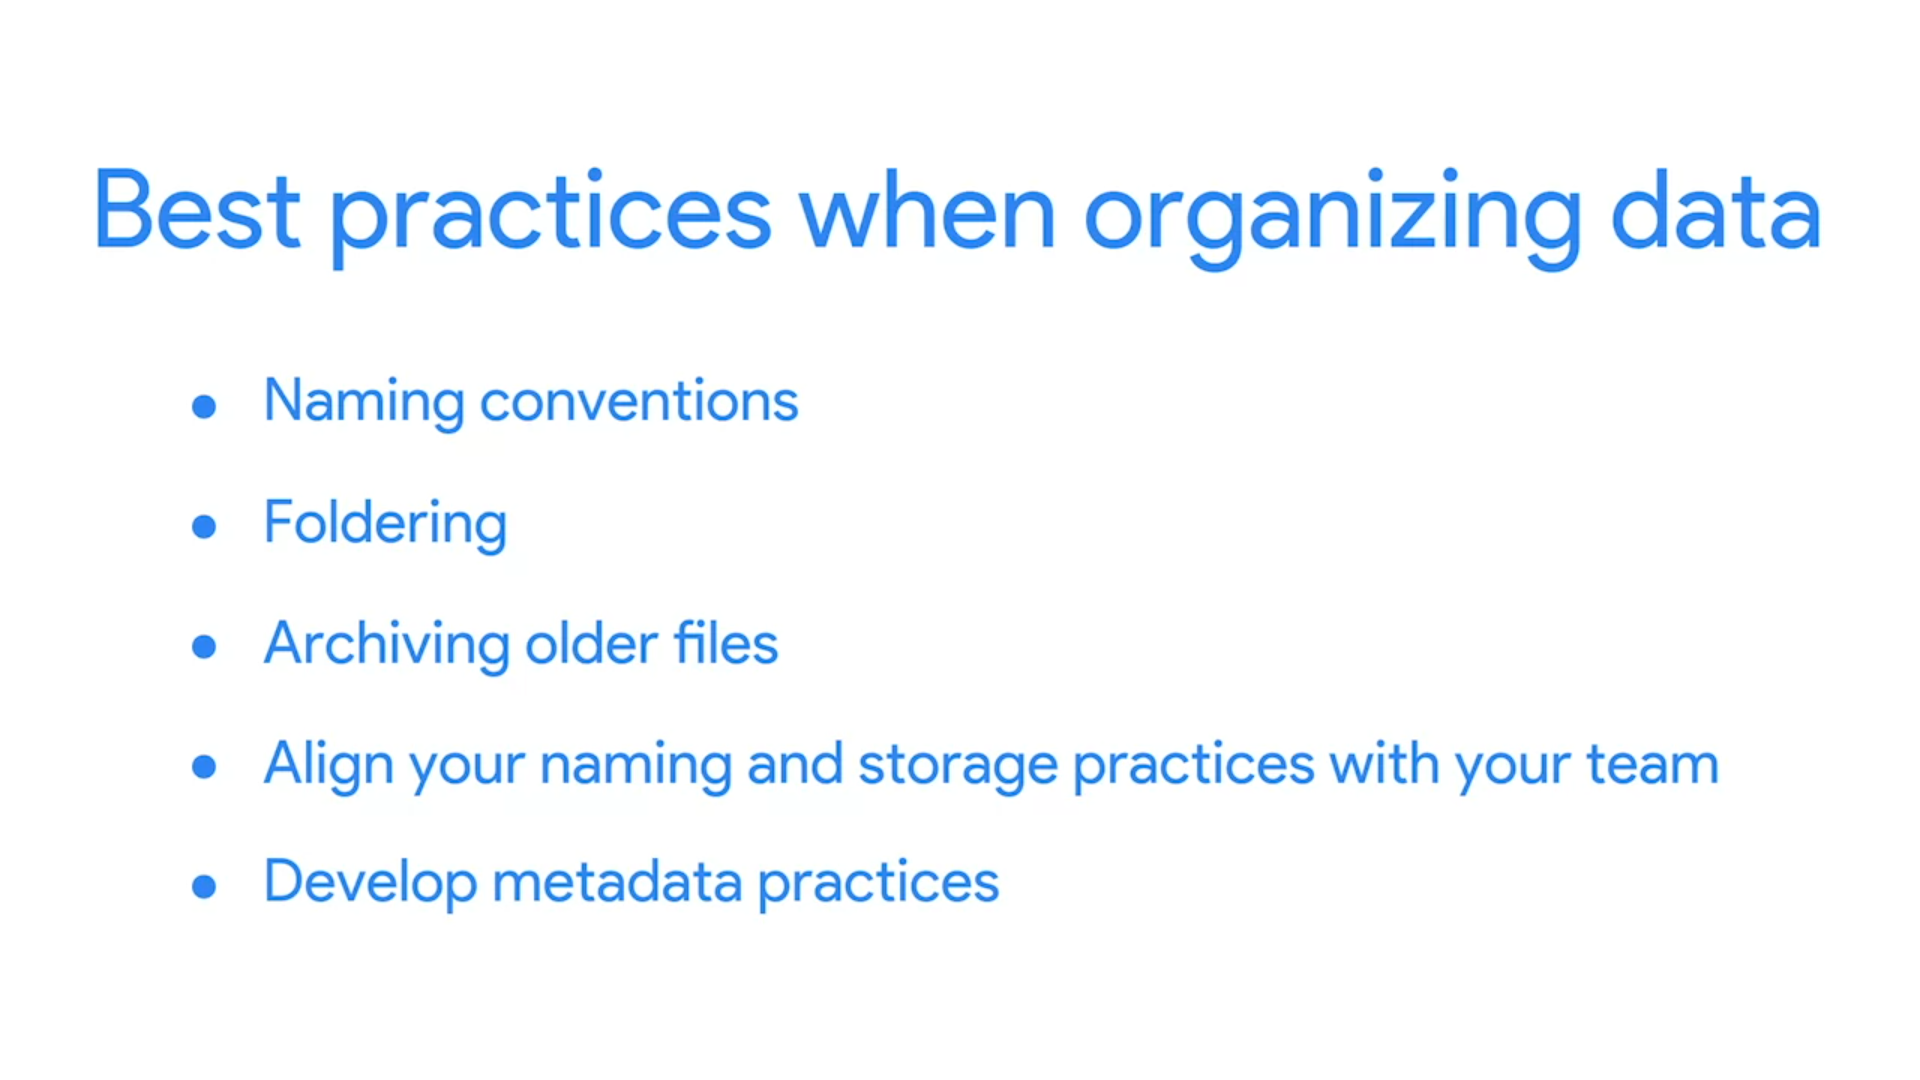 Best practices when organizing data
• Naming conventions
• Foldering
• Archiving older files
• Align your naming and storage practices with your team
• Develop metadata practices